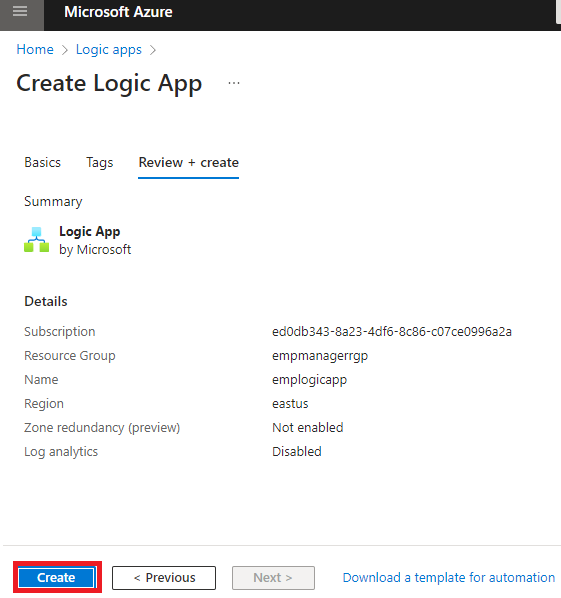 Microsoft Azure
Home > Logic apps >
Create Logic App ...
Basics Tags Review + create
Summary
Logic App
by Microsoft
Details
Subscription ed0db343-8a23-4df6-8c86-c07ce0996a2a
Resource Group empmanagerrgp
Name emplogicapp
Region eastus
Zone redundancy (preview) Not enabled
Log analytics Disabled
Create < Previous Next > Download a template for automation